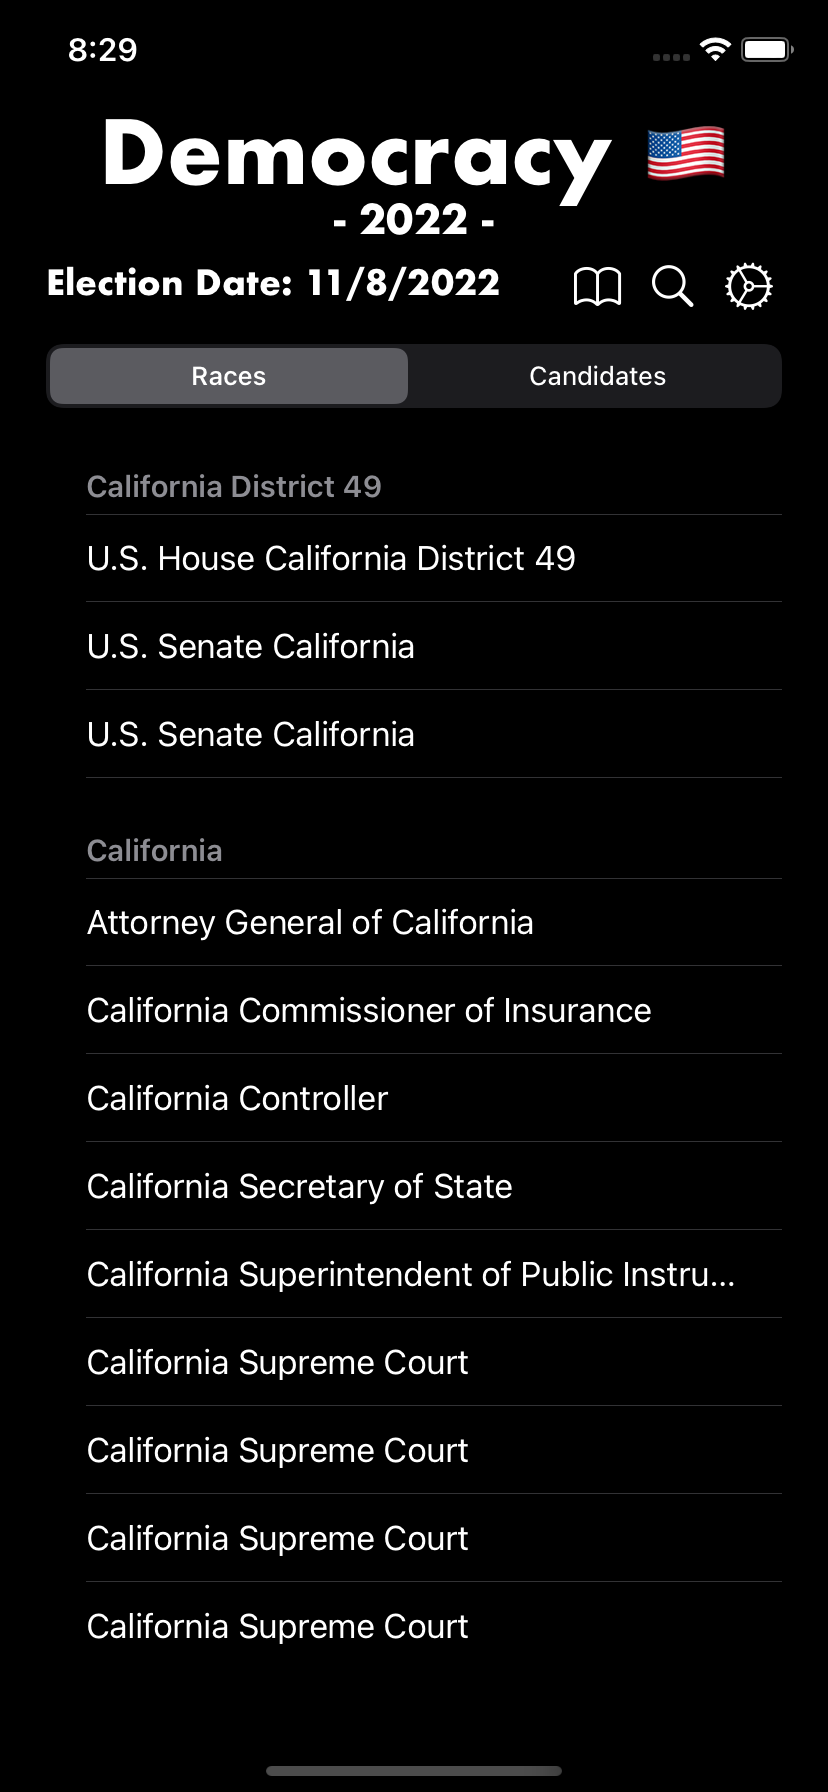 8:29
Democracy 🇺🇸
- 2022 -
Election Date: 11/8/2022
Races
Candidates
California District 49
U.S. House California District 49
U.S. Senate California
U.S. Senate California
California
Attorney General of California
California Commissioner of Insurance
California Controller
California Secretary of State
California Superintendent of Public Instru...
California Supreme Court
California Supreme Court
California Supreme Court
California Supreme Court